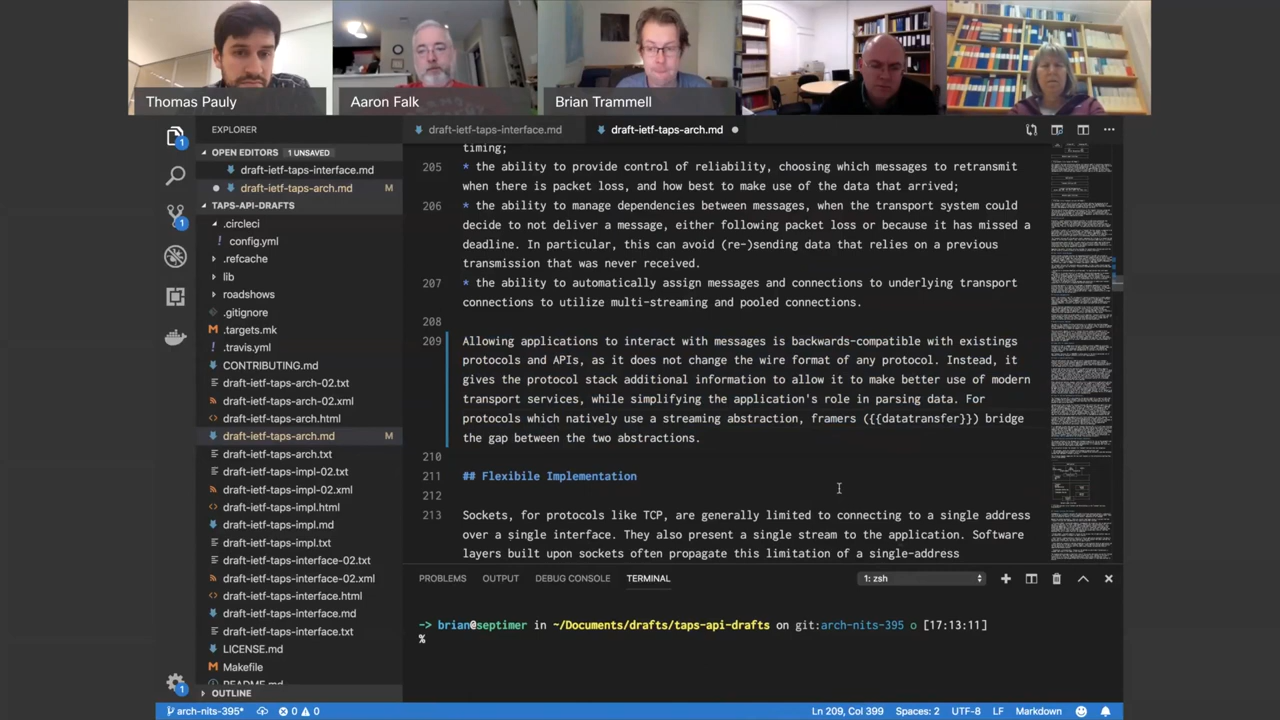 Thomas Pauly
Aaron Falk
Brian Trammell
EXPLORER
OPEN EDITORS 1 UNSAVED
draft-ietf-taps-interface.md
draft-ietf-taps-arch.md M
TAPS-API-DRAFTS
.circleci
! config.yml
.refcache
lib
roadshows
.gitignore
.targets.mk
.travis.yml
CONTRIBUTING.md
draft-ietf-taps-arch-02.txt
draft-ietf-taps-arch-02.xml
draft-ietf-taps-arch.html
draft-ietf-taps-arch.md M
draft-ietf-taps-arch.txt
draft-ietf-taps-impl-02.txt
draft-ietf-taps-impl-02.xml
draft-ietf-taps-impl.html
draft-ietf-taps-impl.md
draft-ietf-taps-impl.txt
draft-ietf-taps-interface-02
draft-ietf-taps-interface-02.xml
draft-ietf-taps-interface.html
draft-ietf-taps-interface.md
draft-ietf-taps-interface.txt
LICENSE.md
Makefile
README.md
OUTLINE
draft-ietf-taps-interface.md
draft-ietf-taps-arch.md
timing;
205 * the ability to provide control of reliability, choosing which messages to retransmit
when there is packet loss, and how best to make use of the data that arrived;
206 * the ability to manage dependencies between messages, when the transport system could
decide to not deliver a message, either following packet loss or because it has missed a
deadline. In particular, this can avoid (re-)sending data that relies on a previous
transmission that was never received.
207 * the ability to automatically assign messages and connections to underlying transport
connections to utilize multi-streaming and pooled connections.
208
209 Allowing applications to interact with messages is backwards-compatible with existings
protocols and APIs, as it does not change the wire format of any protocol. Instead, it
gives the protocol stack additional information to allow it to make better use of modern
transport services, while simplifying the application's role in parsing data. For
protocols which natively use a streaming abstraction, framers ({{datatransfer}}) bridge
the gap between the two abstractions.
210
211 ## Flexibile Implementation
212
213 Sockets, for protocols like TCP, are generally limited to connecting to a single address
over a single interface. They also present a single stream to the application. Software
layers built upon sockets often propagate this limitation of a single-address
PROBLEMS OUTPUT DEBUG CONSOLE TERMINAL 1: zsh
-> brian@septimer in ~/Documents/drafts/taps-api-drafts on git:arch-nits-395 o [17:13:11]
%
arch-nits-395* 0 0 Ln 209, Col 399 Spaces: 2 UTF-8 LF Markdown